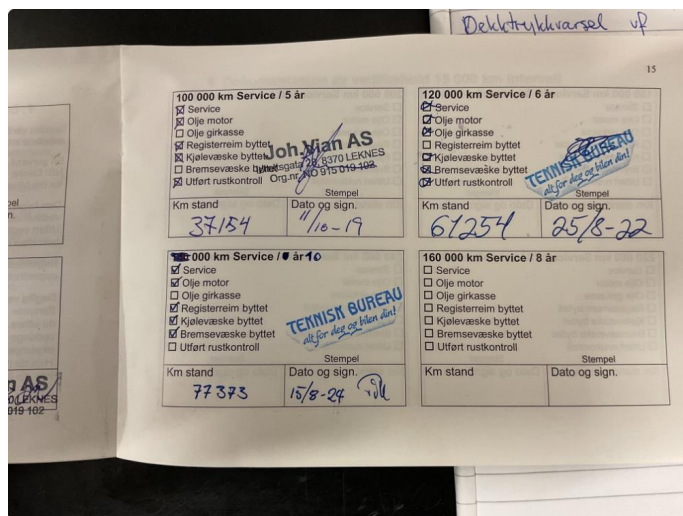 Dekktrykkvarsel vf
15
100 000 km Service / 5 år
Service
Olje motor
Olje girkasse
Registerreim byttet
Kjølevæske byttet
Bremsevæske byttet
Utført rustkontroll
Joh. Vian AS
28, 8370 LEKNES
Org.nr. NO 915 019 102
Stempel
Km stand
Dato og sign.
37154
11/10-19
120 000 km Service / 6 år
Service
Olje motor
Olje girkasse
Registerreim byttet
Kjølevæske byttet
Bremsevæske byttet
Utført rustkontroll
TEKNISK BUREAU
alt for deg og bilen din!
Stempel
Km stand
Dato og sign.
61254
25/8-22
000 km Service / år 10
Service
Olje motor
Olje girkasse
Registerreim byttet
Kjølevæske byttet
Bremsevæske byttet
Utført rustkontroll
TEKNISK BUREAU
alt for deg og bilen din!
Stempel
Km stand
Dato og sign.
77373
15/8-24
160 000 km Service / 8 år
Service
Olje motor
Olje girkasse
Registerreim byttet
Kjølevæske byttet
Bremsevæske byttet
Utført rustkontroll
Stempel
Km stand
Dato og sign.
AS
LEKNES
019 102